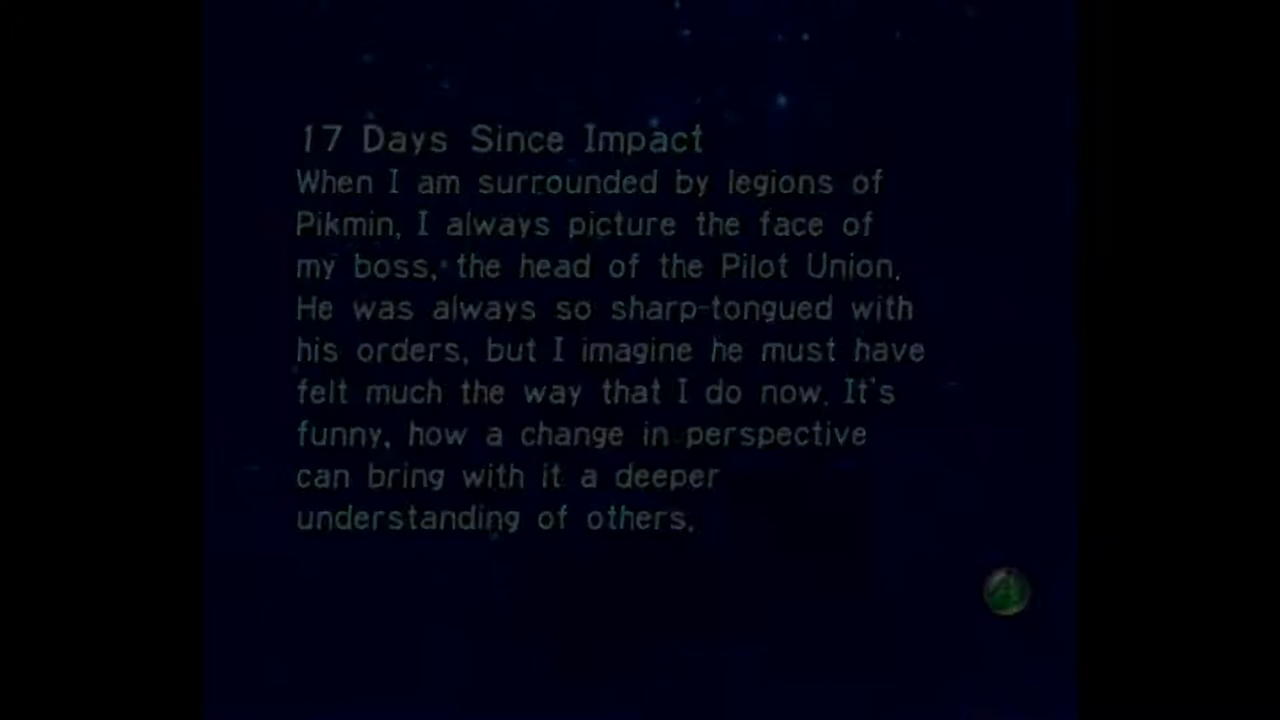 17 Days Since Impact
When I am surrounded by legions of
Pikmin, I always picture the face of
my boss, the head of the Pilot Union.
He was always so sharp-tongued with
his orders, but I imagine he must have
felt much the way that I do now. It's
funny, how a change in perspective
can bring with it a deeper
understanding of others.
A